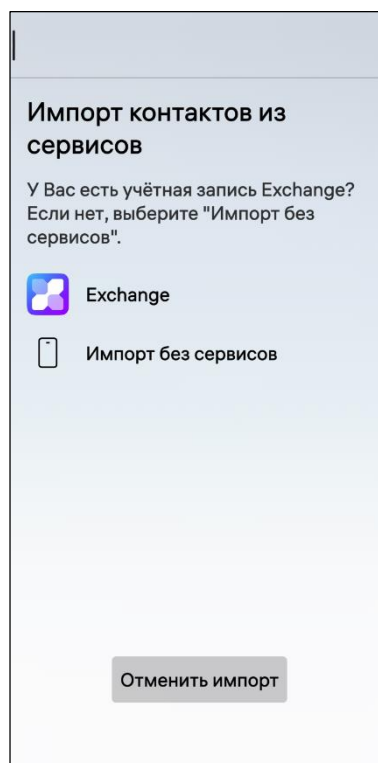 Импорт контактов из
сервисов
У Вас есть учётная запись Exchange?
Если нет, выберите "Импорт без
сервисов".
Exchange
Импорт без сервисов
Отменить импорт